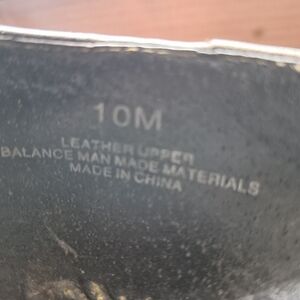 10M
LEATHER UPPER
BALANCE MAN MADE MATERIALS
MADE IN CHINA